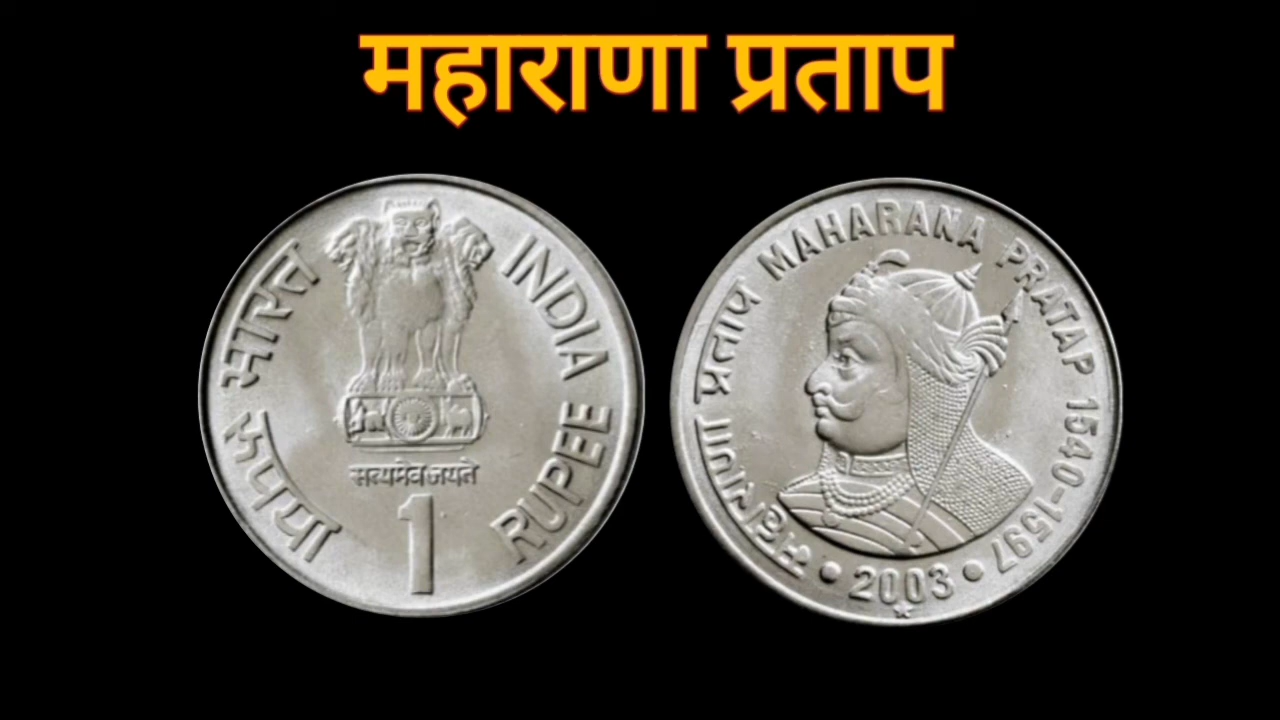 महाराणा प्रताप
भारत
INDIA
रूपया
RUPEE
सत्यमेव जयते
1
महाराणा प्रताप
MAHARANA PRATAP 1540-1597
• 2003 •